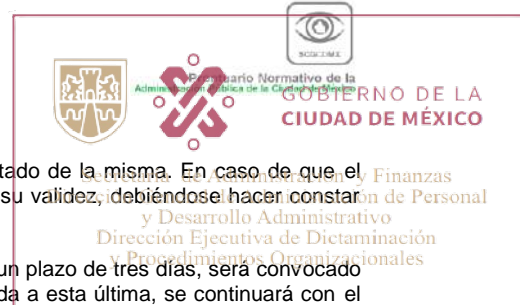 SCGCDMX
Prontuario Normativo de la
Administración Pública de la Ciudad de México
GOBIERNO DE LA
CIUDAD DE MÉXICO
tado de la misma. En caso de que el
Secretaría de Administración y Finanzas
su validez, debiéndose hacer constar
Dirección General de Administración de Personal
y Desarrollo Administrativo
Dirección Ejecutiva de Dictaminación
un plazo de tres días, será convocado
y Procedimientos Organizacionales
da a esta última, se continuará con el